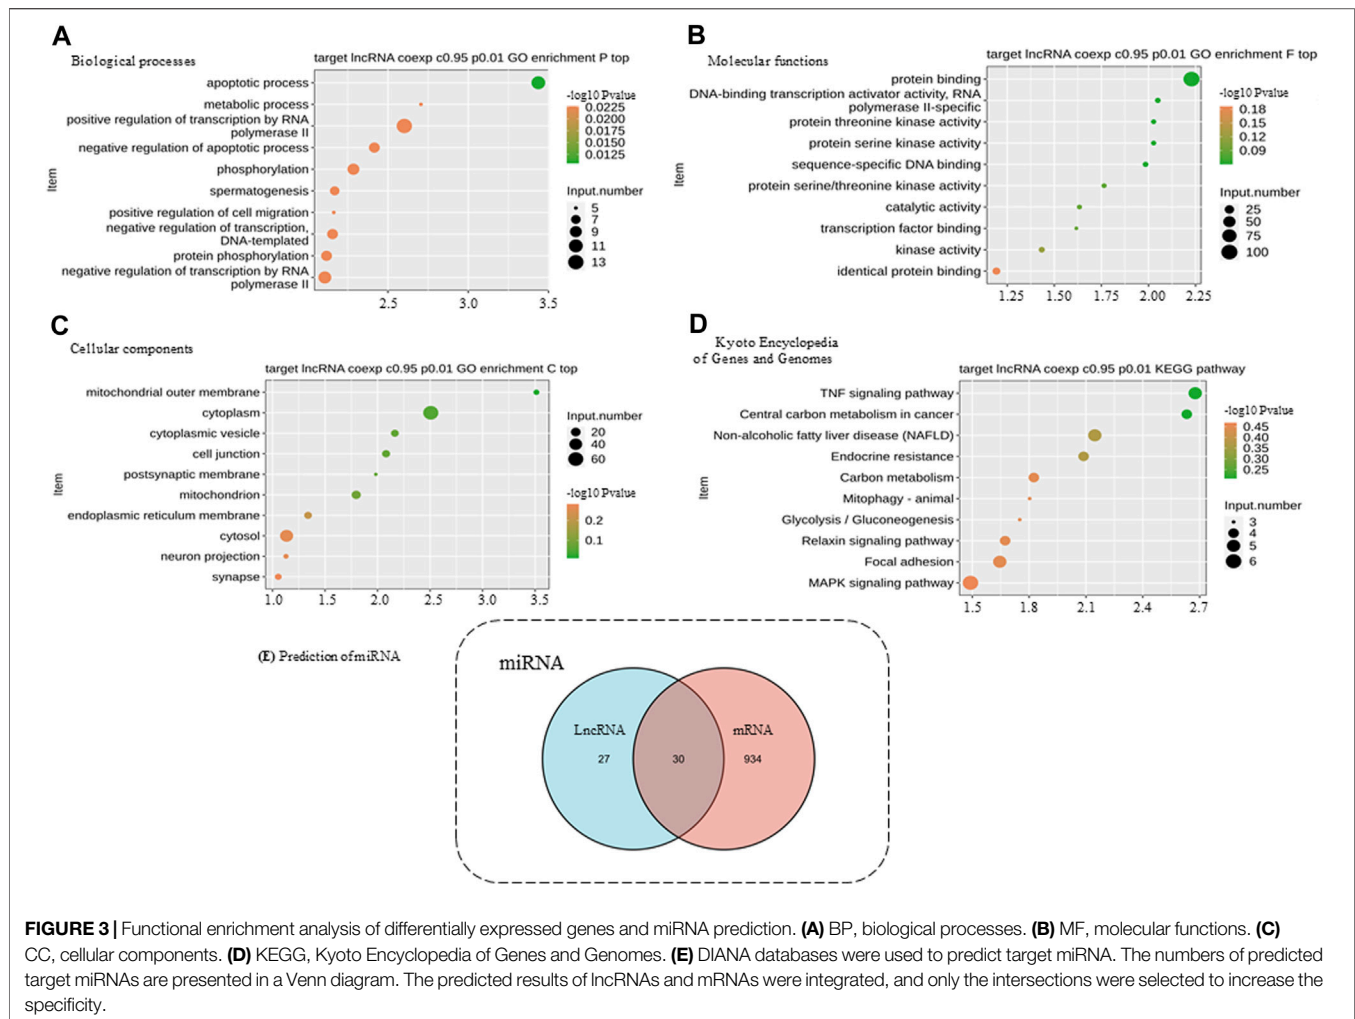 A
Biological processes
target lncRNA coexp c0.95 p0.01 GO enrichment P top
Item
apoptotic process
metabolic process
positive regulation of transcription by RNA
polymerase II
negative regulation of apoptotic process
phosphorylation
spermatogenesis
positive regulation of cell migration
negative regulation of transcription,
DNA-templated
protein phosphorylation
negative regulation of transcription by RNA
polymerase II
2.5 3.0 3.5
-log10 Pvalue
0.0225
0.0200
0.0175
0.0150
0.0125
Input.number
5
7
9
11
13
B
Molecular functions
target lncRNA coexp c0.95 p0.01 GO enrichment F top
Item
protein binding
DNA-binding transcription activator activity, RNA
polymerase II-specific
protein threonine kinase activity
protein serine kinase activity
sequence-specific DNA binding
protein serine/threonine kinase activity
catalytic activity
transcription factor binding
kinase activity
identical protein binding
1.25 1.50 1.75 2.00 2.25
-log10 Pvalue
0.18
0.15
0.12
0.09
Input.number
25
50
75
100
C
Cellular components
target lncRNA coexp c0.95 p0.01 GO enrichment C top
Item
mitochondrial outer membrane
cytoplasm
cytoplasmic vesicle
cell junction
postsynaptic membrane
mitochondrion
endoplasmic reticulum membrane
cytosol
neuron projection
synapse
1.0 1.5 2.0 2.5 3.0 3.5
Input.number
20
40
60
-log10 Pvalue
0.2
0.1
D
Kyoto Encyclopedia
of Genes and Genomes
target lncRNA coexp c0.95 p0.01 KEGG pathway
Item
TNF signaling pathway
Central carbon metabolism in cancer
Non-alcoholic fatty liver disease (NAFLD)
Endocrine resistance
Carbon metabolism
Mitophagy - animal
Glycolysis / Gluconeogenesis
Relaxin signaling pathway
Focal adhesion
MAPK signaling pathway
1.5 1.8 2.1 2.4 2.7
-log10 Pvalue
0.45
0.40
0.35
0.30
0.25
Input.number
3
4
5
6
(E) Prediction of miRNA
miRNA
LncRNA
27
30
mRNA
934
FIGURE 3 | Functional enrichment analysis of differentially expressed genes and miRNA prediction. (A) BP, biological processes. (B) MF, molecular functions. (C)
CC, cellular components. (D) KEGG, Kyoto Encyclopedia of Genes and Genomes. (E) DIANA databases were used to predict target miRNA. The numbers of predicted
target miRNAs are presented in a Venn diagram. The predicted results of lncRNAs and mRNAs were integrated, and only the intersections were selected to increase the
specificity.